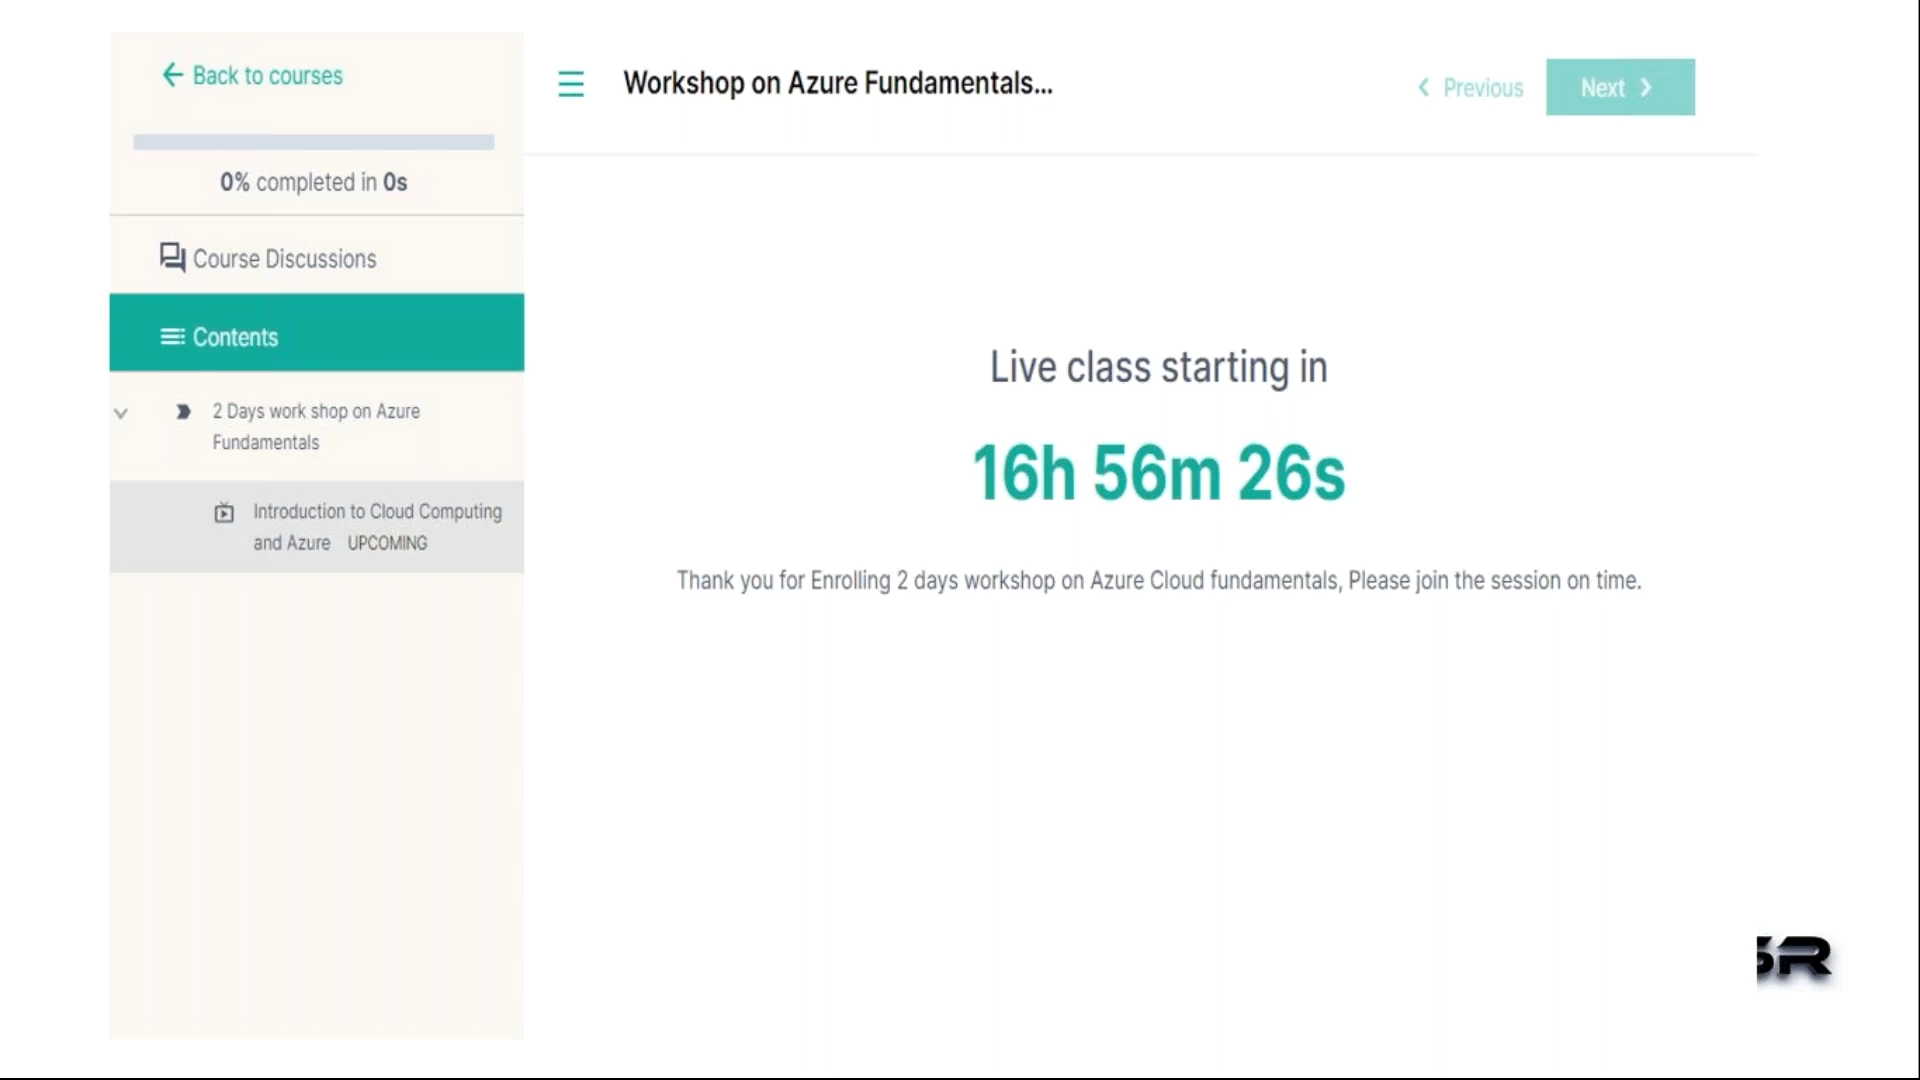 Back to courses
0% completed in 0s
Course Discussions
Contents
2 Days work shop on Azure
Fundamentals
Introduction to Cloud Computing
and Azure UPCOMING
Workshop on Azure Fundamentals...
Previous
Next
Live class starting in
16h 56m 26s
Thank you for Enrolling 2 days workshop on Azure Cloud fundamentals, Please join the session on time.